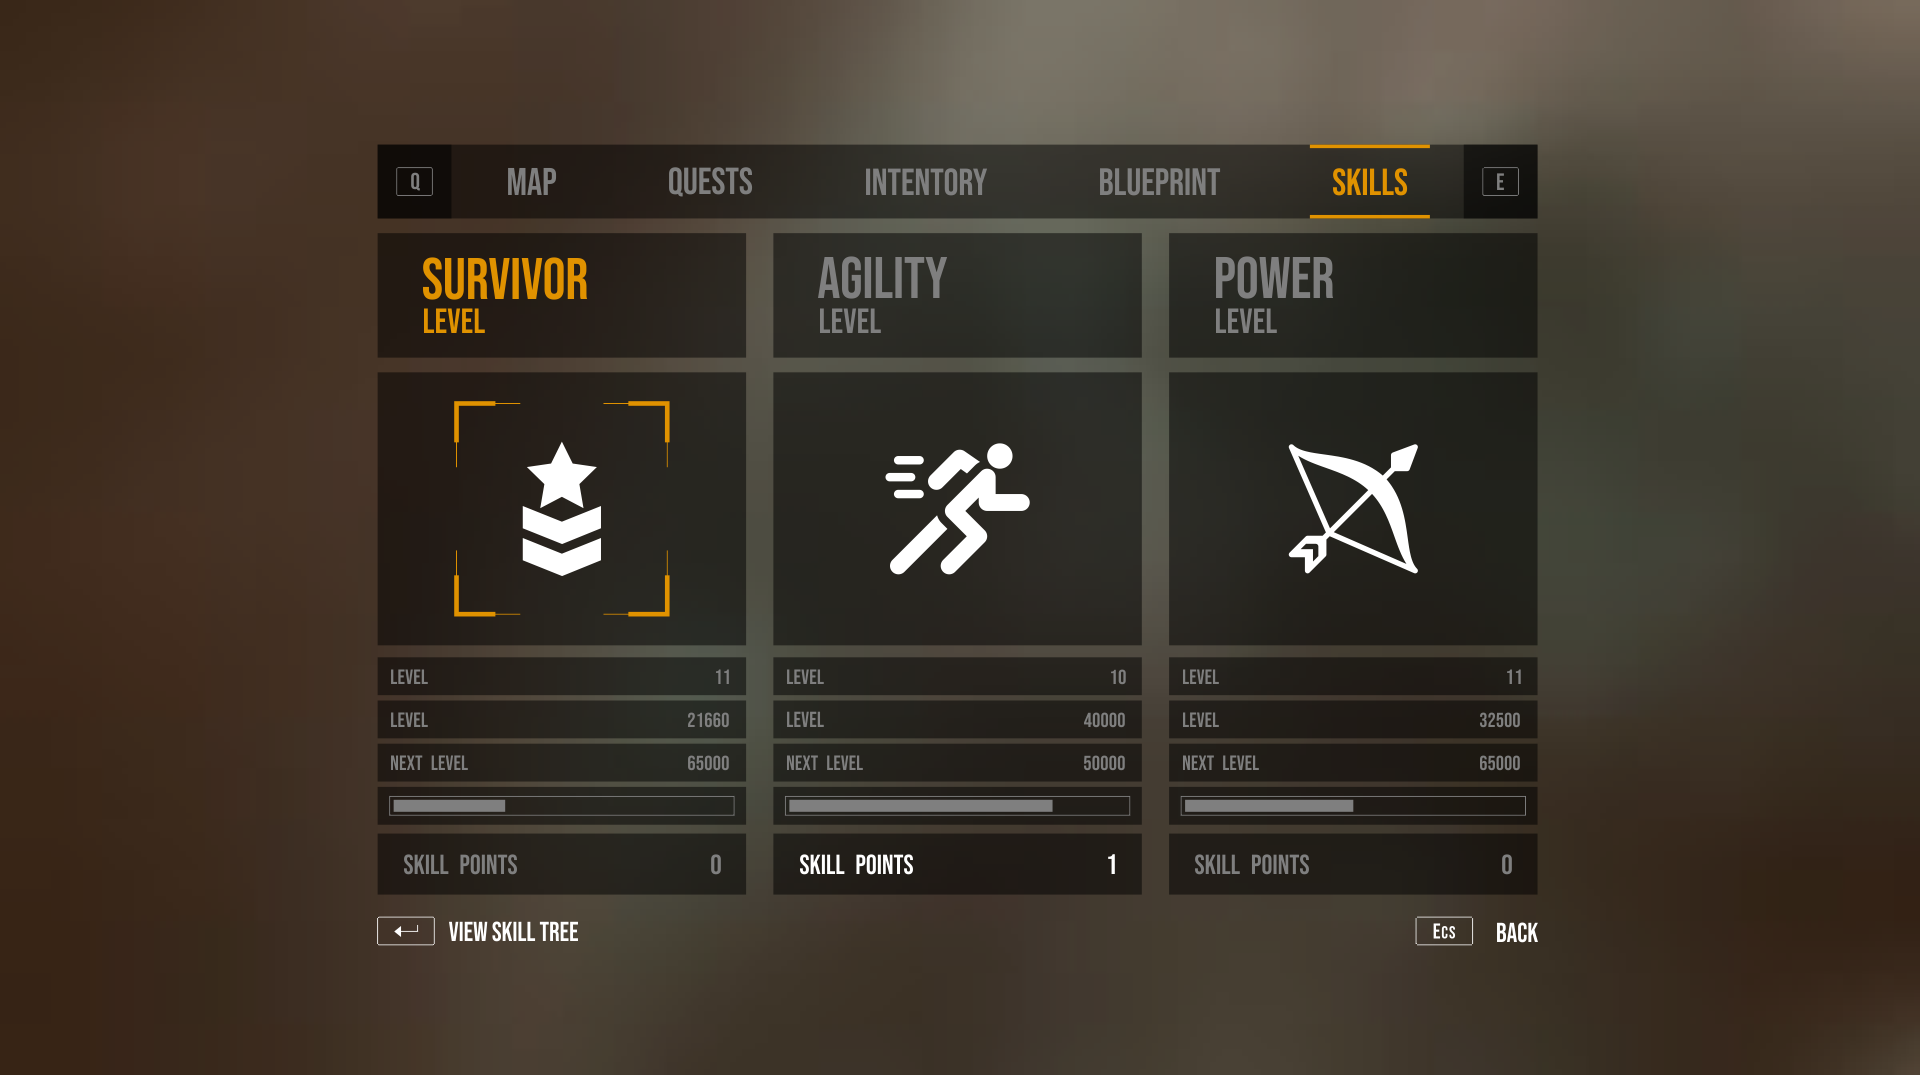 Q MAP QUESTS INTENTORY BLUEPRINT SKILLS E
SURVIVOR
LEVEL
AGILITY
LEVEL
POWER
LEVEL
LEVEL 11
LEVEL 21660
NEXT LEVEL 65000
SKILL POINTS 0
LEVEL 10
LEVEL 40000
NEXT LEVEL 50000
SKILL POINTS 1
LEVEL 11
LEVEL 32500
NEXT LEVEL 65000
SKILL POINTS 0
VIEW SKILL TREE
Ecs BACK